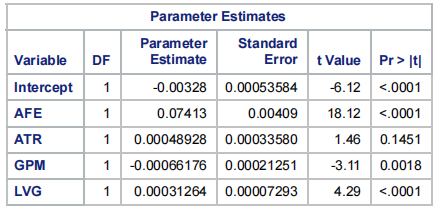 Parameter Estimates
Variable DF Parameter Estimate Standard Error t Value Pr > |t|
Intercept 1 -0.00328 0.00053584 -6.12 <.0001
AFE 1 0.07413 0.00409 18.12 <.0001
ATR 1 0.00048928 0.00033580 1.46 0.1451
GPM 1 -0.00066176 0.00021251 -3.11 0.0018
LVG 1 0.00031264 0.00007293 4.29 <.0001